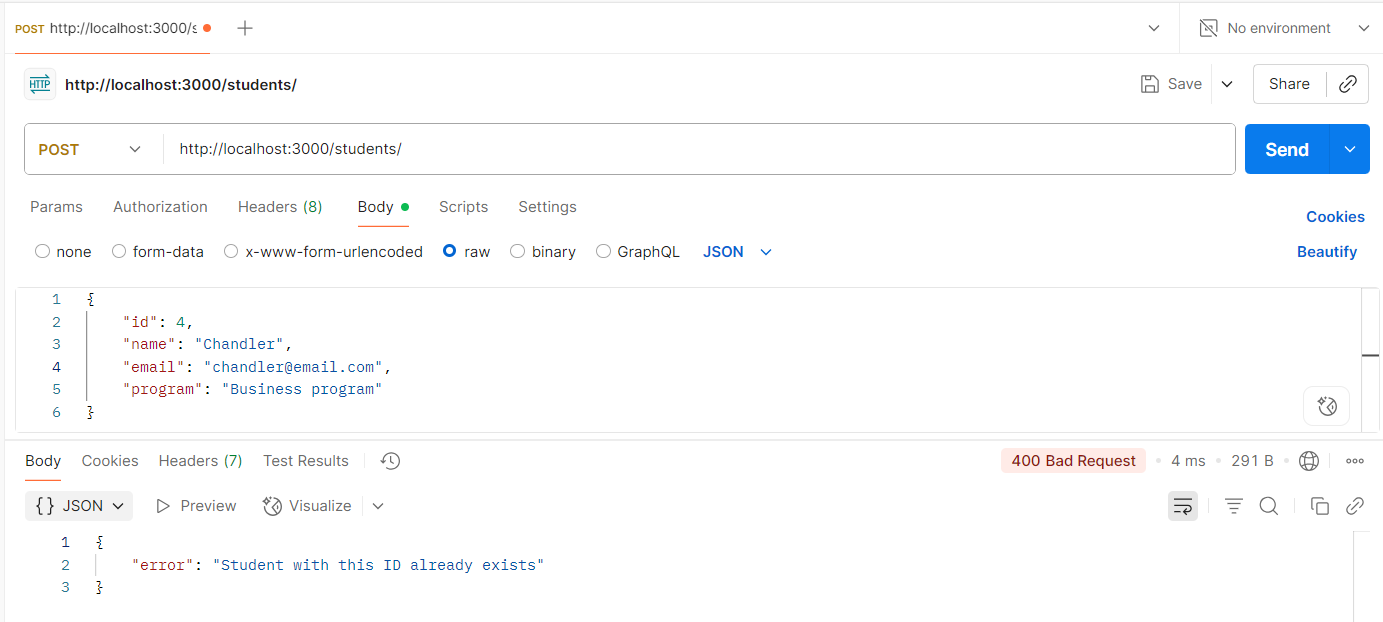 POST http://localhost:3000/s
No environment
HTTP http://localhost:3000/students/
Save
Share
POST http://localhost:3000/students/
Send
Params Authorization Headers (8) Body Scripts Settings
Cookies
none form-data x-www-form-urlencoded raw binary GraphQL JSON
Beautify
1 {
2 "id": 4,
3 "name": "Chandler",
4 "email": "chandler@email.com",
5 "program": "Business program"
6 }
Body Cookies Headers (7) Test Results
400 Bad Request 4 ms 291 B
{} JSON Preview Visualize
1 {
2 "error": "Student with this ID already exists"
3 }